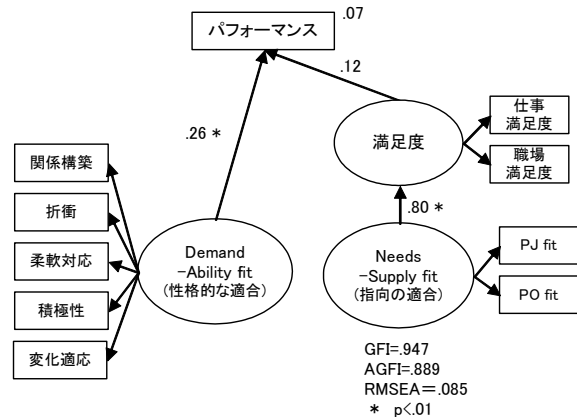 パフォーマンス
.07
.12
.26 *
満足度
仕事
満足度
職場
満足度
.80 *
関係構築
折衝
柔軟対応
積極性
変化適応
Demand
-Ability fit
(性格的な適合)
Needs
-Supply fit
(指向の適合)
PJ fit
PO fit
GFI=.947
AGFI=.889
RMSEA=.085
* p<.01